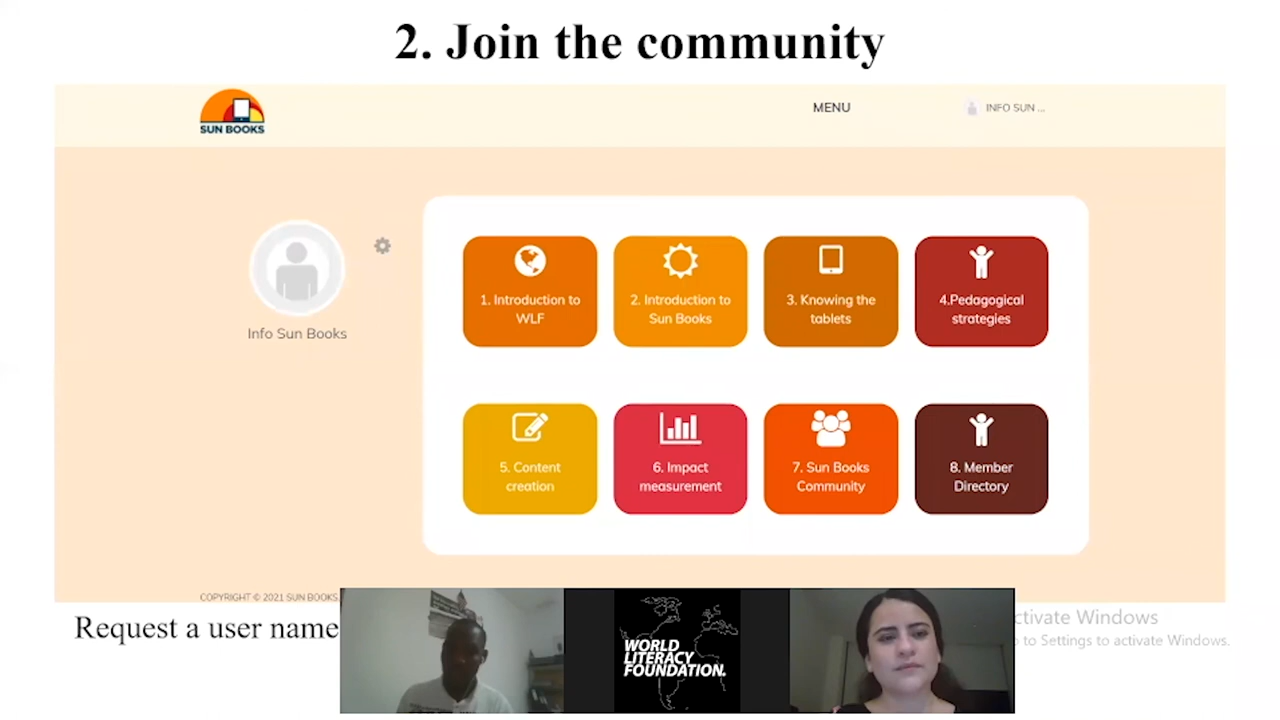 2. Join the community
SUN BOOKS
MENU
INFO SUN ...
Info Sun Books
1. Introduction to
WLF
2. Introduction to
Sun Books
3. Knowing the
tablets
4.Pedagogical
strategies
5. Content
creation
6. Impact
measurement
7. Sun Books
Community
8. Member
Directory
COPYRIGHT © 2021 SUN BOOKS.
Request a user name
WORLD
LITERACY
FOUNDATION.
ctivate Windows
to Settings to activate Windows.